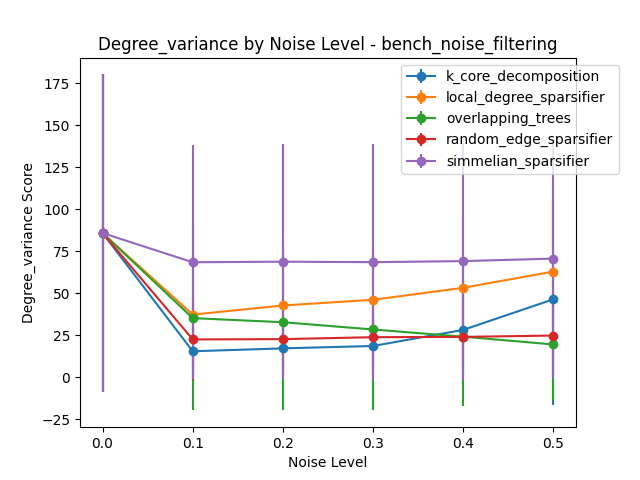 Degree_variance by Noise Level - bench_noise_filtering
k_core_decomposition
local_degree_sparsifier
overlapping_trees
random_edge_sparsifier
simmelian_sparsifier
Degree_variance Score
175
150
125
100
75
50
25
0
−25
0.0 0.1 0.2 0.3 0.4 0.5
Noise Level